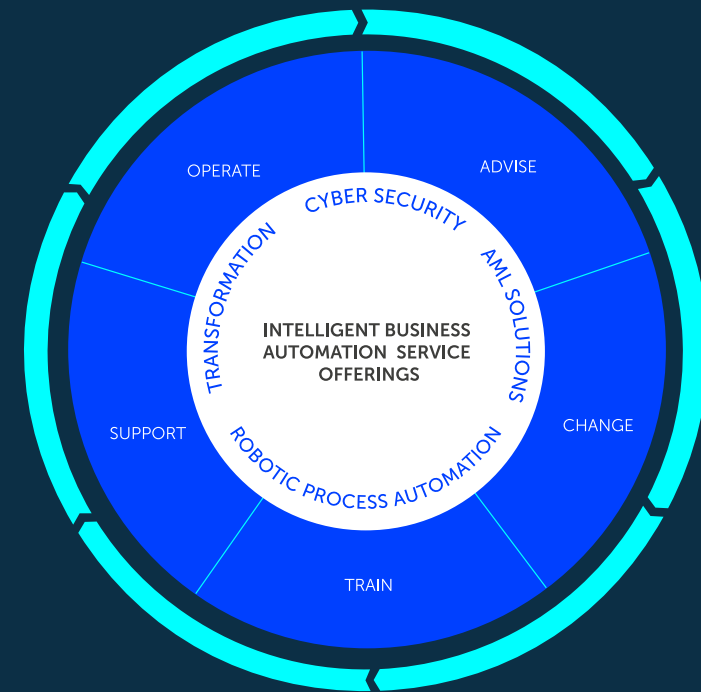 OPERATE
ADVISE
CYBER SECURITY
TRANSFORMATION
AML SOLUTIONS
INTELLIGENT BUSINESS
AUTOMATION SERVICE
OFFERINGS
SUPPORT
CHANGE
ROBOTIC PROCESS AUTOMATION
TRAIN